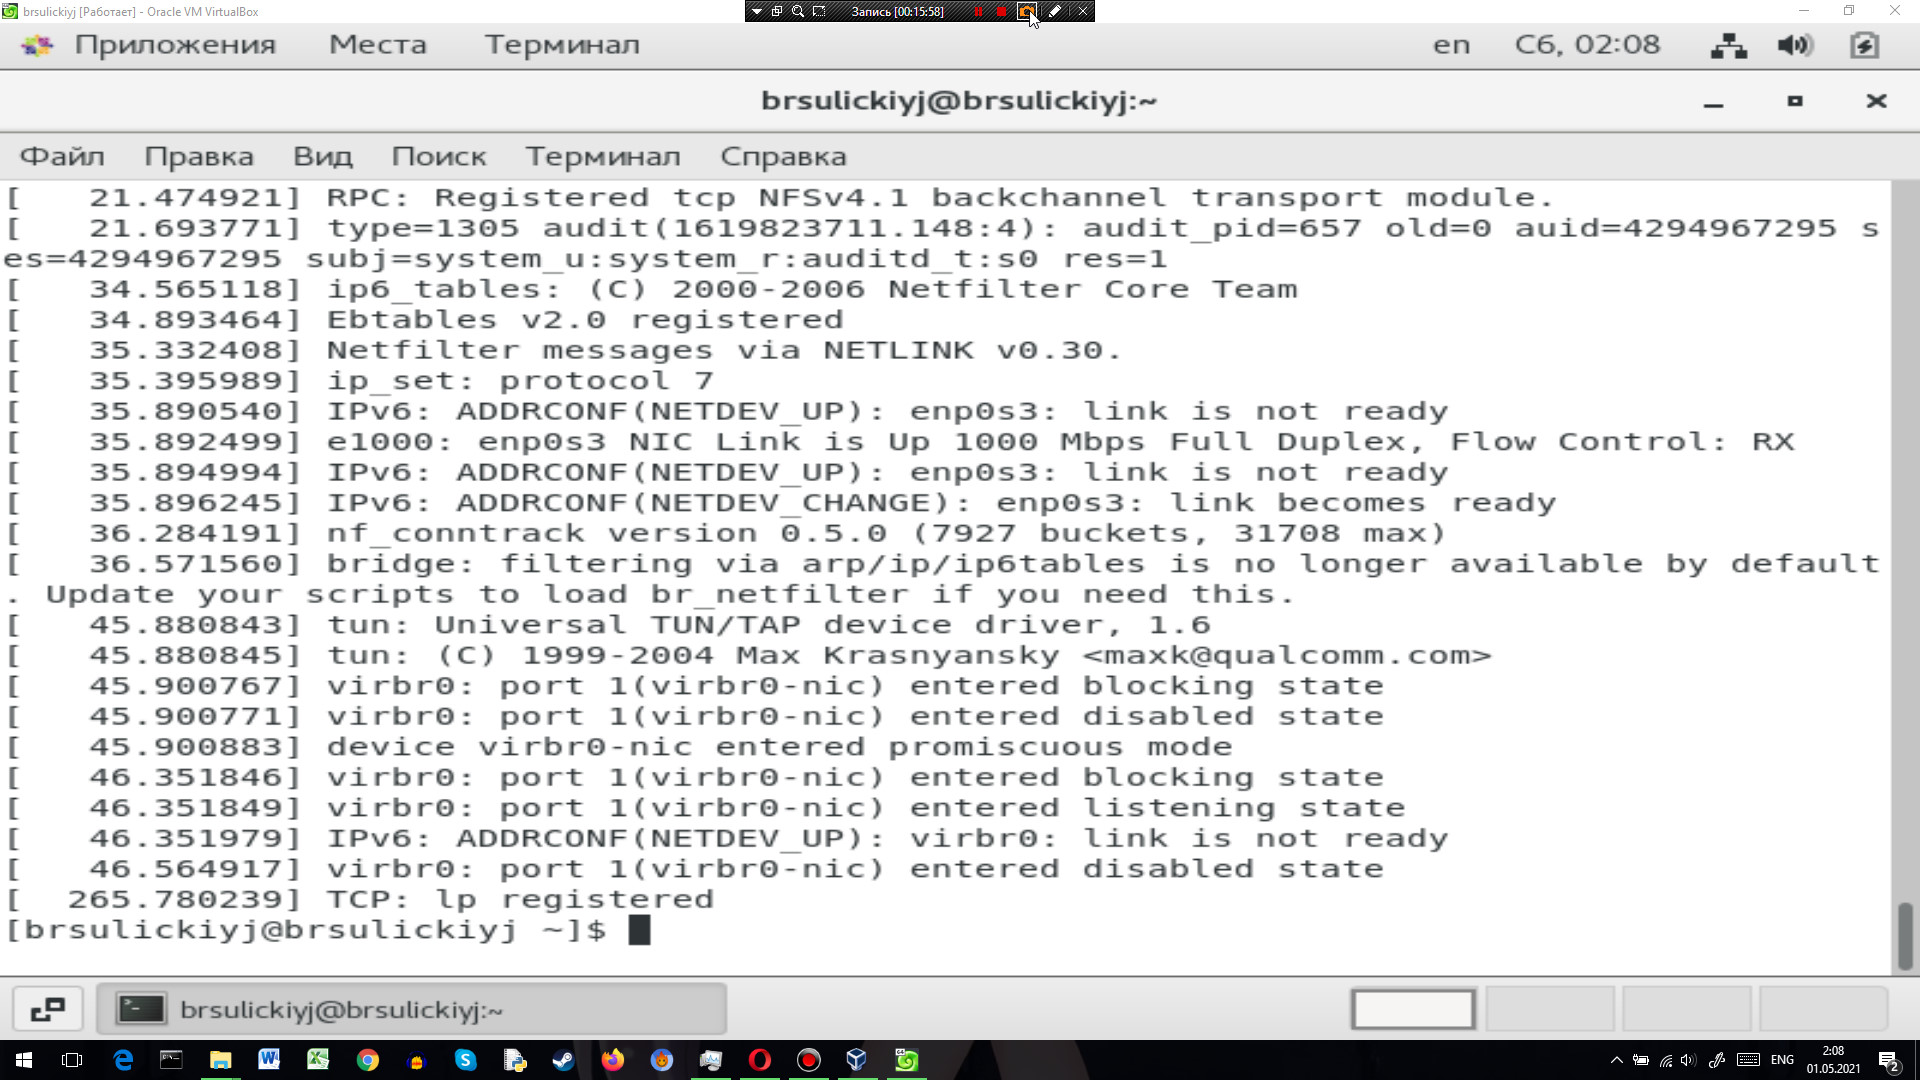 brsulickiyj [Работает] - Oracle VM VirtualBox
Запись [00:15:58]
Приложения Места Терминал en Сб, 02:08
brsulickiyj@brsulickiyj:~
Файл Правка Вид Поиск Терминал Справка
[   21.474921] RPC: Registered tcp NFSv4.1 backchannel transport module.
[   21.693771] type=1305 audit(1619823711.148:4): audit_pid=657 old=0 auid=4294967295 s
es=4294967295 subj=system_u:system_r:auditd_t:s0 res=1
[   34.565118] ip6_tables: (C) 2000-2006 Netfilter Core Team
[   34.893464] Ebtables v2.0 registered
[   35.332408] Netfilter messages via NETLINK v0.30.
[   35.395989] ip_set: protocol 7
[   35.890540] IPv6: ADDRCONF(NETDEV_UP): enp0s3: link is not ready
[   35.892499] e1000: enp0s3 NIC Link is Up 1000 Mbps Full Duplex, Flow Control: RX
[   35.894994] IPv6: ADDRCONF(NETDEV_UP): enp0s3: link is not ready
[   35.896245] IPv6: ADDRCONF(NETDEV_CHANGE): enp0s3: link becomes ready
[   36.284191] nf_conntrack version 0.5.0 (7927 buckets, 31708 max)
[   36.571560] bridge: filtering via arp/ip/ip6tables is no longer available by default
. Update your scripts to load br_netfilter if you need this.
[   45.880843] tun: Universal TUN/TAP device driver, 1.6
[   45.880845] tun: (C) 1999-2004 Max Krasnyansky <maxk@qualcomm.com>
[   45.900767] virbr0: port 1(virbr0-nic) entered blocking state
[   45.900771] virbr0: port 1(virbr0-nic) entered disabled state
[   45.900883] device virbr0-nic entered promiscuous mode
[   46.351846] virbr0: port 1(virbr0-nic) entered blocking state
[   46.351849] virbr0: port 1(virbr0-nic) entered listening state
[   46.351979] IPv6: ADDRCONF(NETDEV_UP): virbr0: link is not ready
[   46.564917] virbr0: port 1(virbr0-nic) entered disabled state
[  265.780239] TCP: lp registered
[brsulickiyj@brsulickiyj ~]$
brsulickiyj@brsulickiyj:~
ENG
2:08
01.05.2021
2